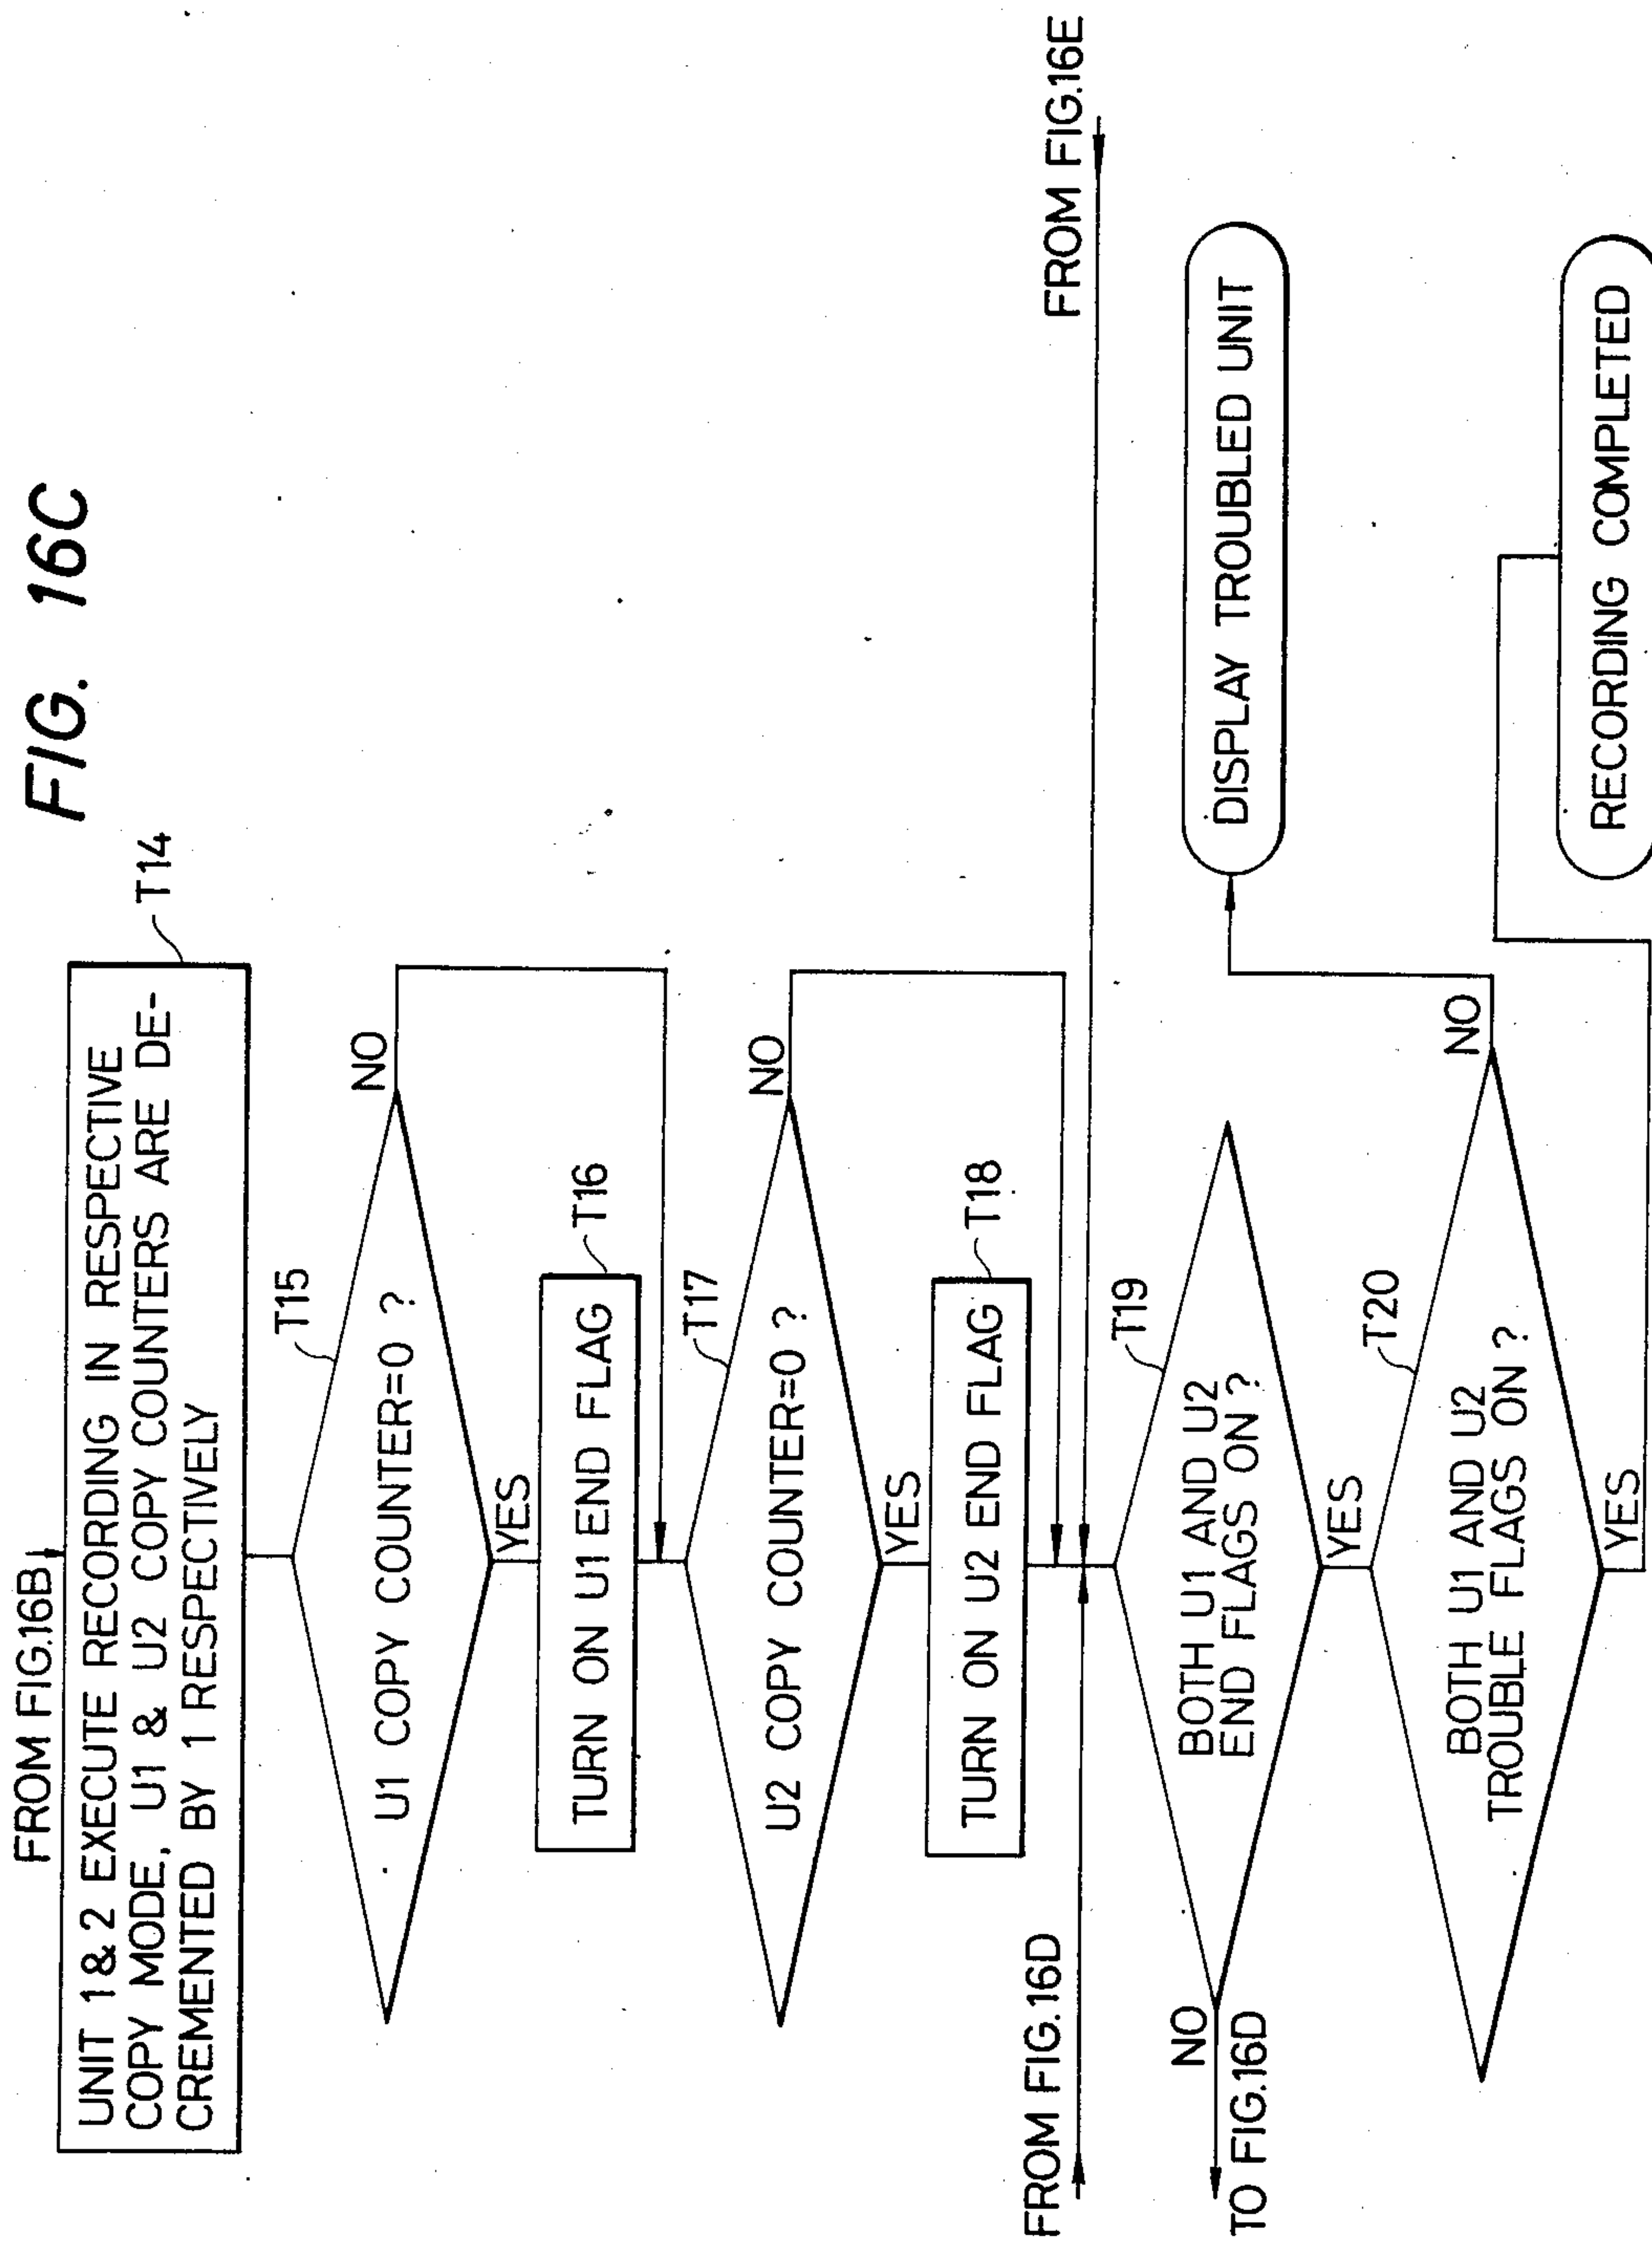 FIG. 16C
FROM FIG.16B
UNIT 1 & 2 EXECUTE RECORDING IN RESPECTIVE
COPY MODE, U1 & U2 COPY COUNTERS ARE DE-
CREMENTED BY 1 RESPECTIVELY
T14
T15
U1 COPY COUNTER=0 ?
NO
YES
TURN ON U1 END FLAG
T16
T17
U2 COPY COUNTER=0 ?
NO
YES
TURN ON U2 END FLAG
T18
FROM FIG.16D
FROM FIG.16E
T19
BOTH U1 AND U2
END FLAGS ON ?
NO
TO FIG.16D
YES
DISPLAY TROUBLED UNIT
T20
BOTH U1 AND U2
TROUBLE FLAGS ON ?
NO
YES
RECORDING COMPLETED